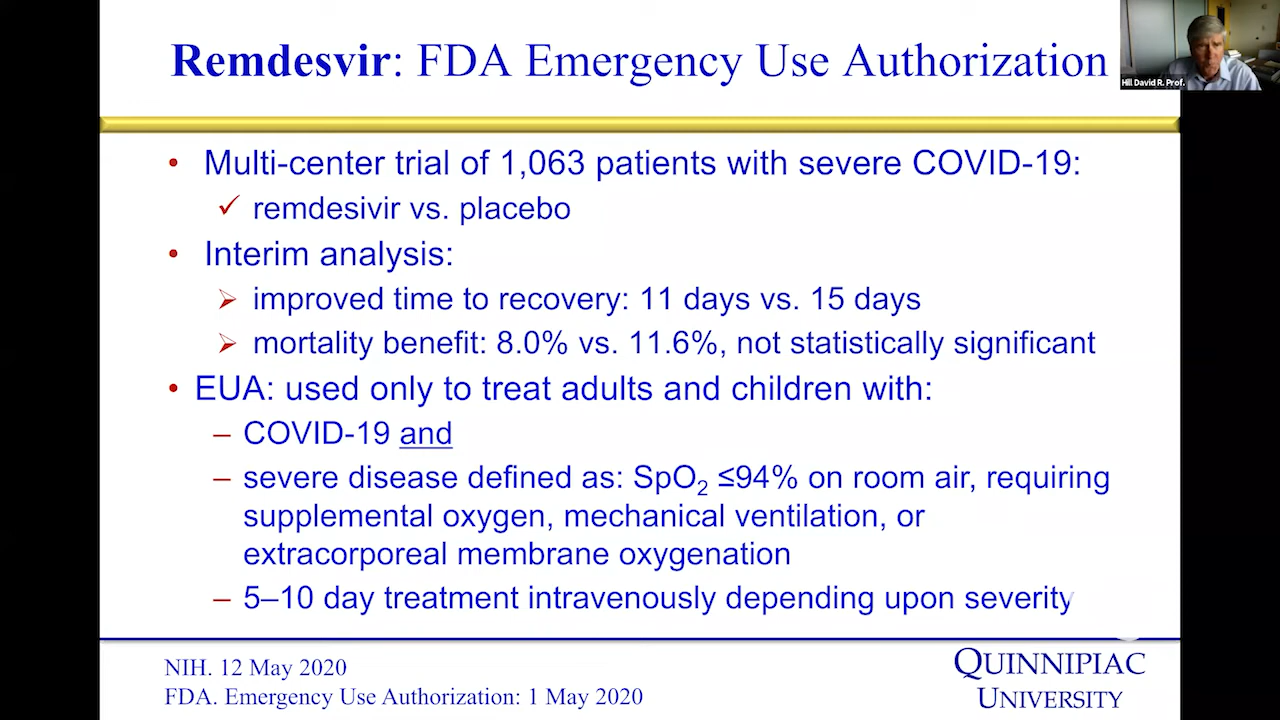 Remdesvir: FDA Emergency Use Authorization
Hill David R. Prof.
• Multi-center trial of 1,063 patients with severe COVID-19:
✓ remdesivir vs. placebo
• Interim analysis:
➢ improved time to recovery: 11 days vs. 15 days
➢ mortality benefit: 8.0% vs. 11.6%, not statistically significant
• EUA: used only to treat adults and children with:
– COVID-19 and
– severe disease defined as: SpO₂ ≤94% on room air, requiring
supplemental oxygen, mechanical ventilation, or
extracorporeal membrane oxygenation
– 5–10 day treatment intravenously depending upon severity
NIH. 12 May 2020
FDA. Emergency Use Authorization: 1 May 2020
QUINNIPIAC
UNIVERSITY